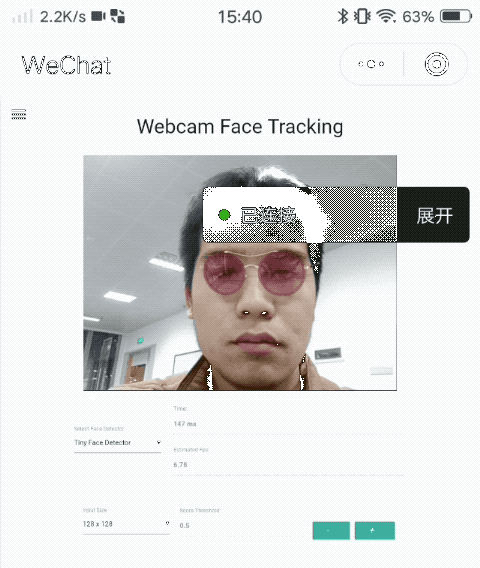 2.2K/s 15:40 63%
WeChat
Webcam Face Tracking
已连接 展开
Time:
147 ms
Select Face Detector
Tiny Face Detector
Estimated Fps:
6.78
Input Size
128 x 128
Score Threshold:
0.5
- +